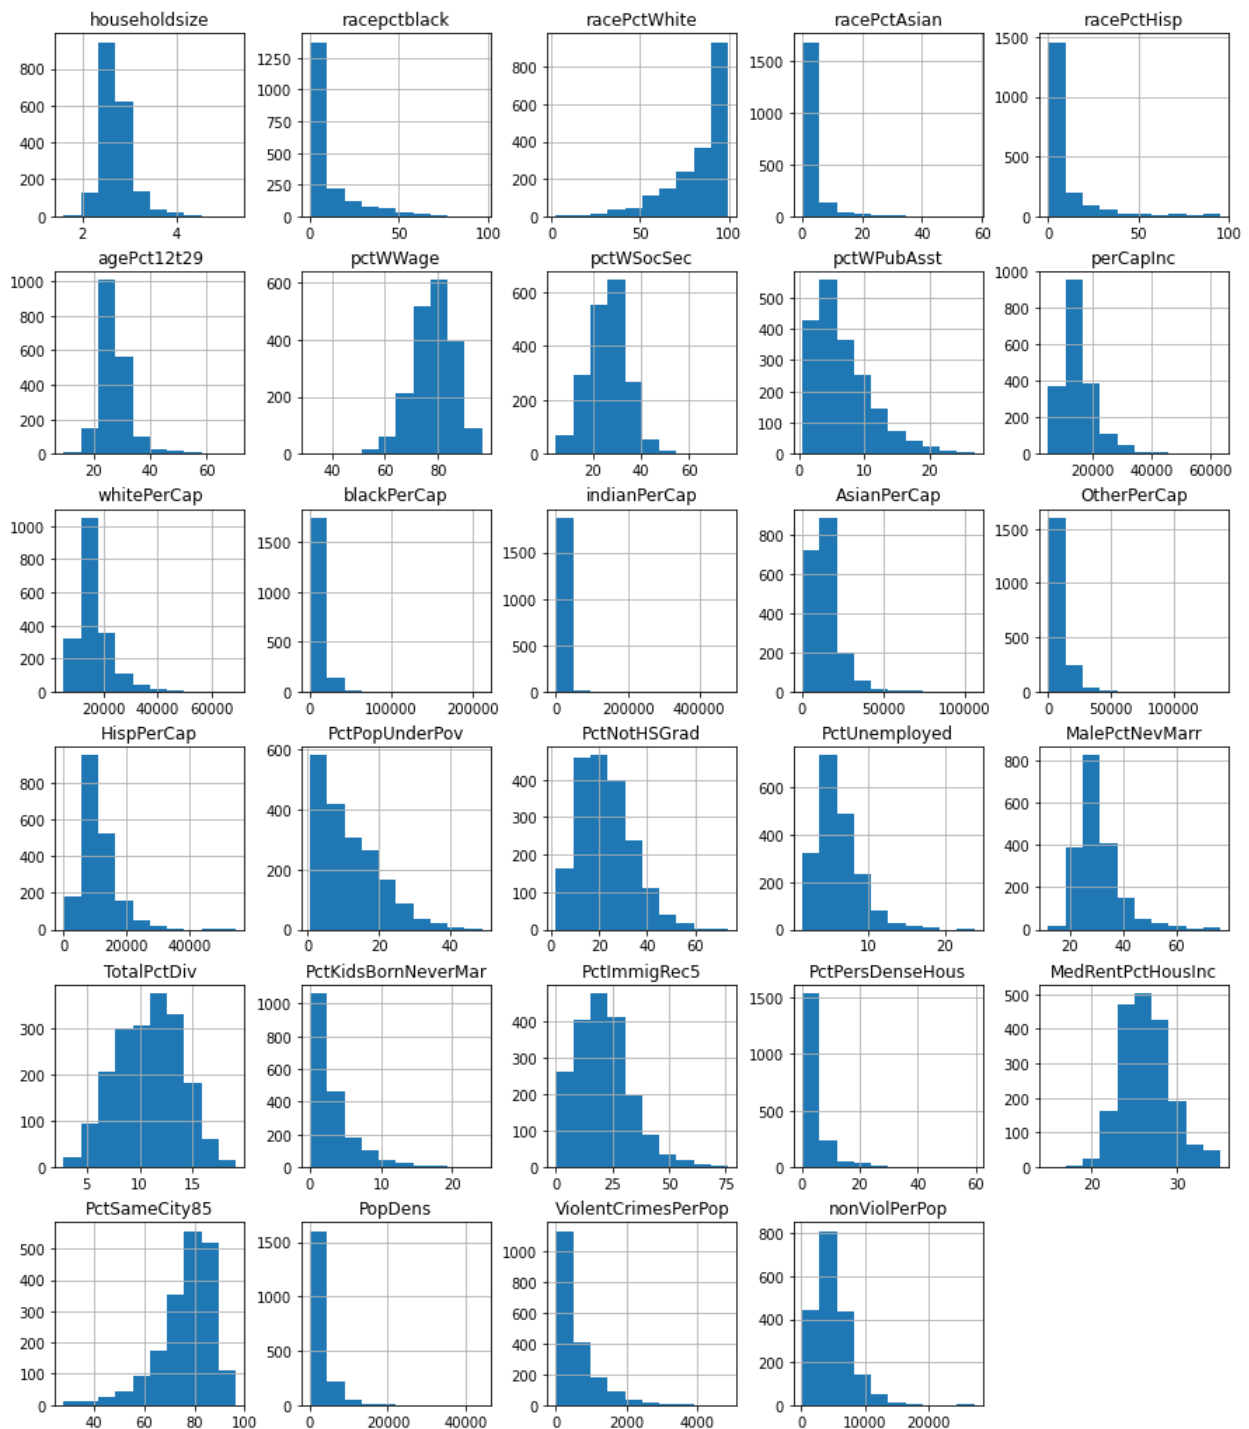 householdsize
800
600
400
200
0
2 4
racepctblack
1250
1000
750
500
250
0
0 50 100
racePctWhite
800
600
400
200
0
0 50 100
racePctAsian
1500
1000
500
0
0 20 40 60
racePctHisp
1500
1000
500
0
0 50 100
agePct12t29
1000
800
600
400
200
0
20 40 60
pctWWage
600
400
200
0
40 60 80
pctWSocSec
600
400
200
0
20 40 60
pctWPubAsst
500
400
300
200
100
0
0 10 20
perCapInc
1000
800
600
400
200
0
20000 40000 60000
whitePerCap
1000
800
600
400
200
0
20000 40000 60000
blackPerCap
1500
1000
500
0
0 100000 200000
indianPerCap
1500
1000
500
0
0 200000 400000
AsianPerCap
800
600
400
200
0
0 50000 100000
OtherPerCap
1500
1000
500
0
0 50000 100000
HispPerCap
800
600
400
200
0
0 20000 40000
PctPopUnderPov
600
400
200
0
0 20 40
PctNotHSGrad
400
300
200
100
0
0 20 40 60
PctUnemployed
600
400
200
0
10 20
MalePctNevMarr
800
600
400
200
0
20 40 60
TotalPctDiv
300
200
100
0
5 10 15
PctKidsBornNeverMar
1000
800
600
400
200
0
0 10 20
PctImmigRec5
400
300
200
100
0
0 25 50 75
PctPersDenseHous
1500
1000
500
0
0 20 40 60
MedRentPctHousInc
500
400
300
200
100
0
20 30
PctSameCity85
500
400
300
200
100
0
40 60 80 100
PopDens
1500
1000
500
0
0 20000 40000
ViolentCrimesPerPop
1000
800
600
400
200
0
0 2000 4000
nonViolPerPop
800
600
400
200
0
0 10000 20000